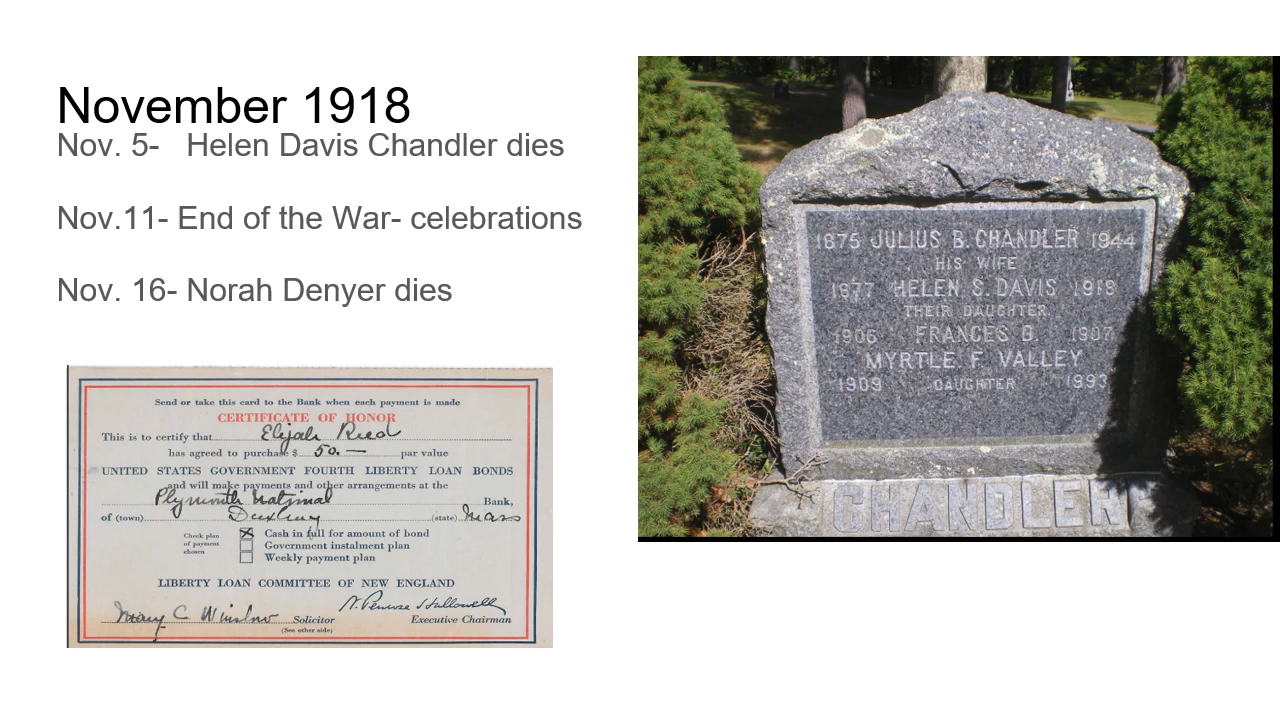 November 1918
Nov. 5- Helen Davis Chandler dies
Nov.11- End of the War- celebrations
Nov. 16- Norah Denyer dies
Send or take this card to the Bank when each payment is made
CERTIFICATE OF HONOR
This is to certify that Elijah Reed
has agreed to purchase $ 50.— par value
UNITED STATES GOVERNMENT FOURTH LIBERTY LOAN BONDS
and will make payments and other arrangements at the
Plymouth National Bank,
of (town) Duxbury (state) Mass
Check plan
of payment
chosen
Cash in full for amount of bond
Government instalment plan
Weekly payment plan
LIBERTY LOAN COMMITTEE OF NEW ENGLAND
Mary C Winslow Solicitor
N. Penrose Hallowell
Executive Chairman
(See other side)
1875 JULIUS B. CHANDLER 1944
HIS WIFE
1877 HELEN S. DAVIS 1918
THEIR DAUGHTER
1906 FRANCES D. 1907
MYRTLE F. VALLEY
1909 DAUGHTER 1993
CHANDLER